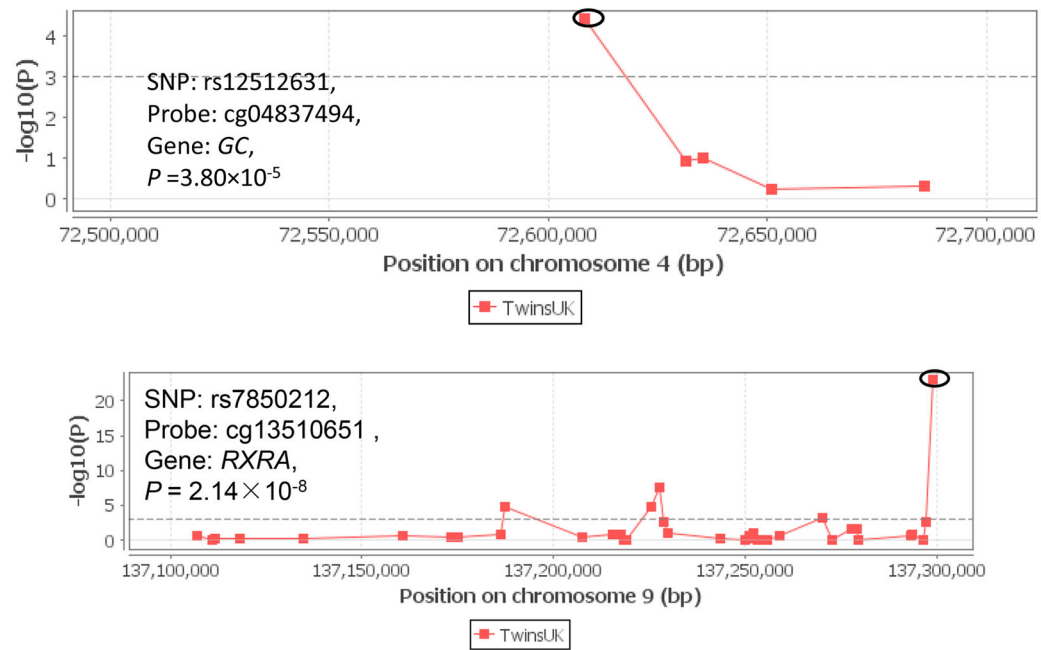 4
3
2
1
0
-log10(P)
SNP: rs12512631,
Probe: cg04837494,
Gene: GC,
P =3.80×10-5
72,500,000 72,550,000 72,600,000 72,650,000 72,700,000
Position on chromosome 4 (bp)
TwinsUK
20
15
10
5
0
-log10(P)
SNP: rs7850212,
Probe: cg13510651 ,
Gene: RXRA,
P = 2.14×10-8
137,100,000 137,150,000 137,200,000 137,250,000 137,300,000
Position on chromosome 9 (bp)
TwinsUK